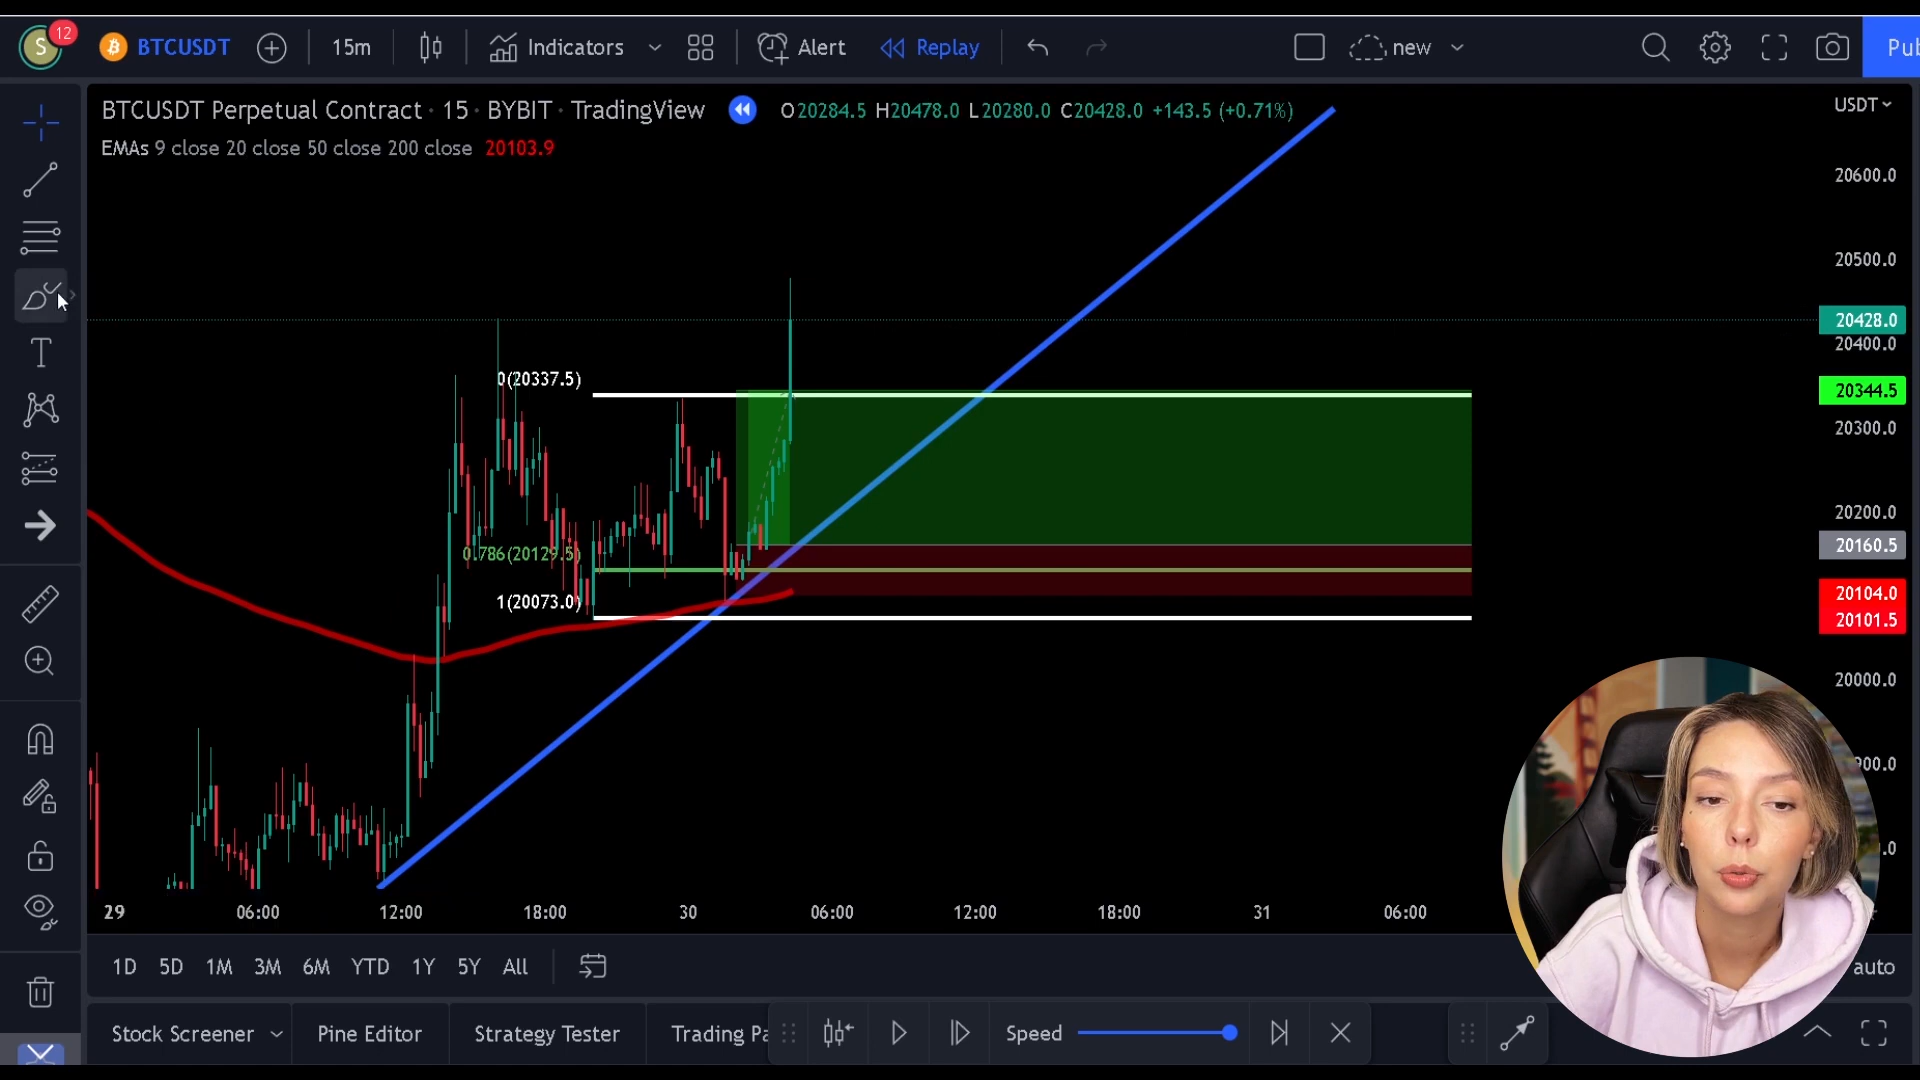 S 12 BTCUSDT 15m Indicators Alert Replay new Pub
BTCUSDT Perpetual Contract · 15 · BYBIT · TradingView O20284.5 H20478.0 L20280.0 C20428.0 +143.5 (+0.71%) USDT
EMAs 9 close 20 close 50 close 200 close 20103.9
20600.0
20500.0
20428.0
20400.0
0(20337.5)
20344.5
20300.0
20200.0
20160.5
0.786(20129.5)
20104.0
1(20073.0)
20101.5
20000.0
29 06:00 12:00 18:00 30 06:00 12:00 18:00 31 06:00
1D 5D 1M 3M 6M YTD 1Y 5Y All auto
Stock Screener Pine Editor Strategy Tester Trading Pa Speed